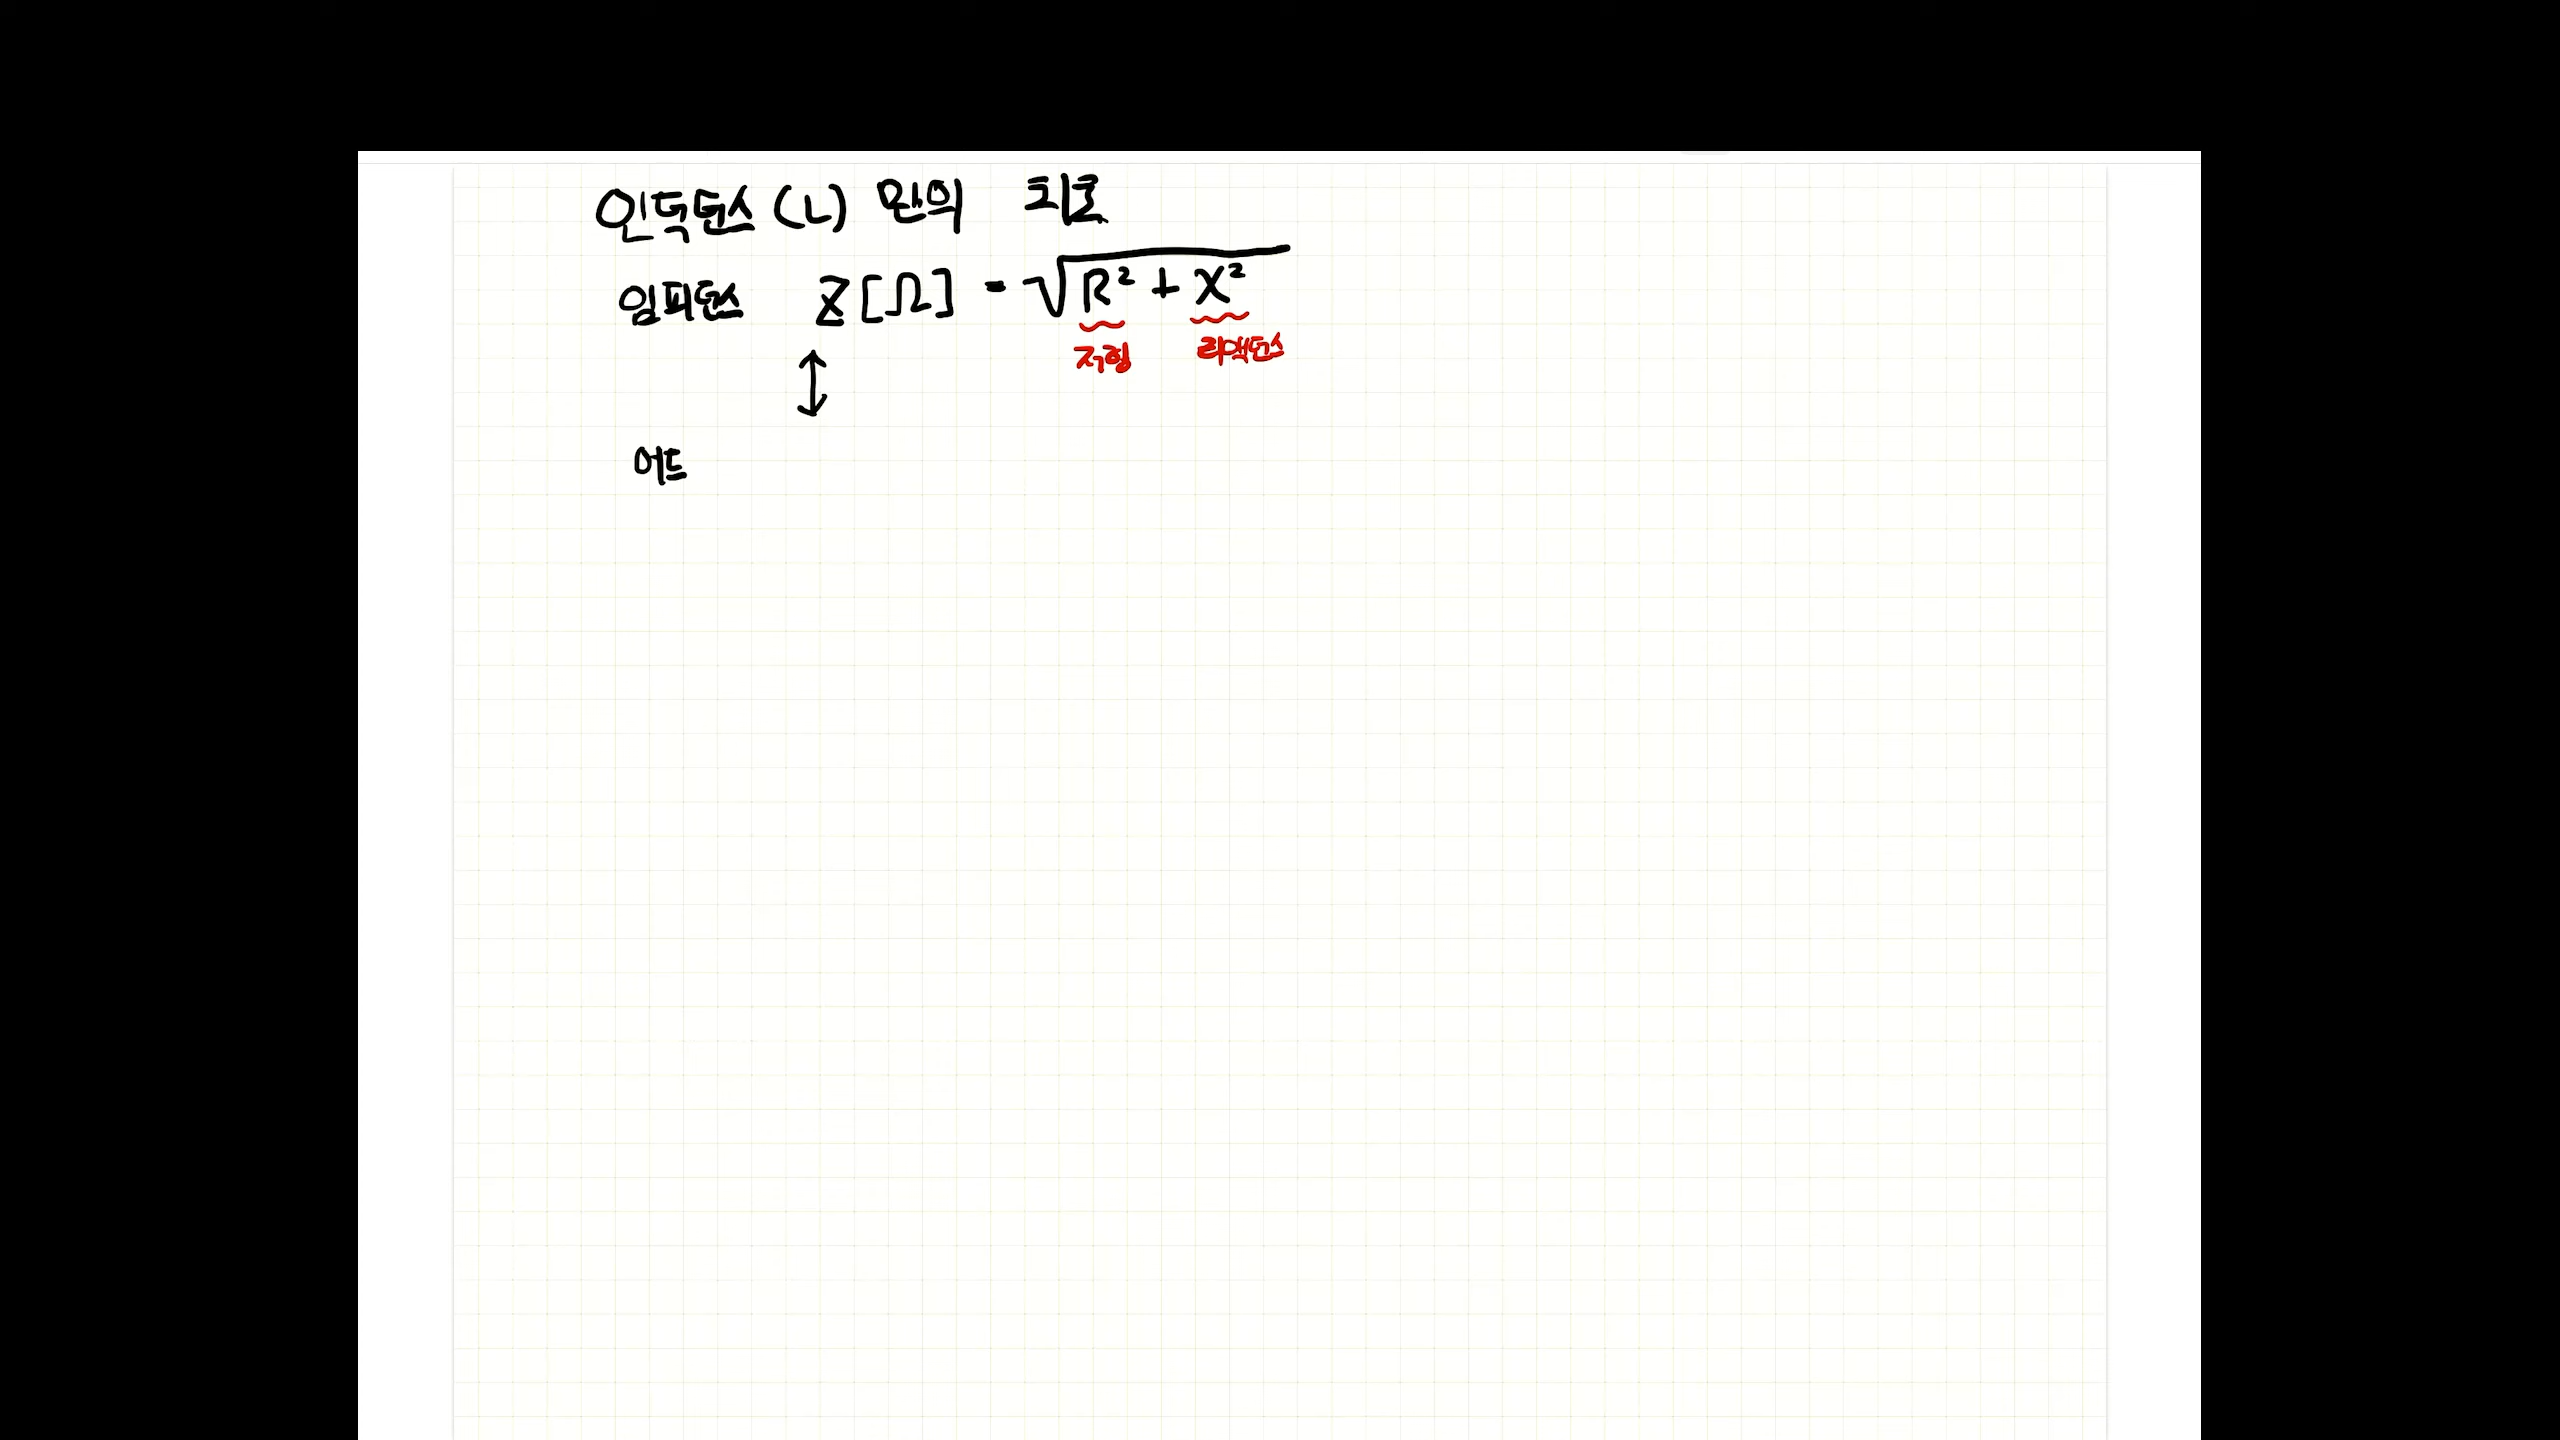 인덕턴스 (L) 만의 회로
임피던스 Z[Ω] = √R² + X²
저항 리액턴스
어드